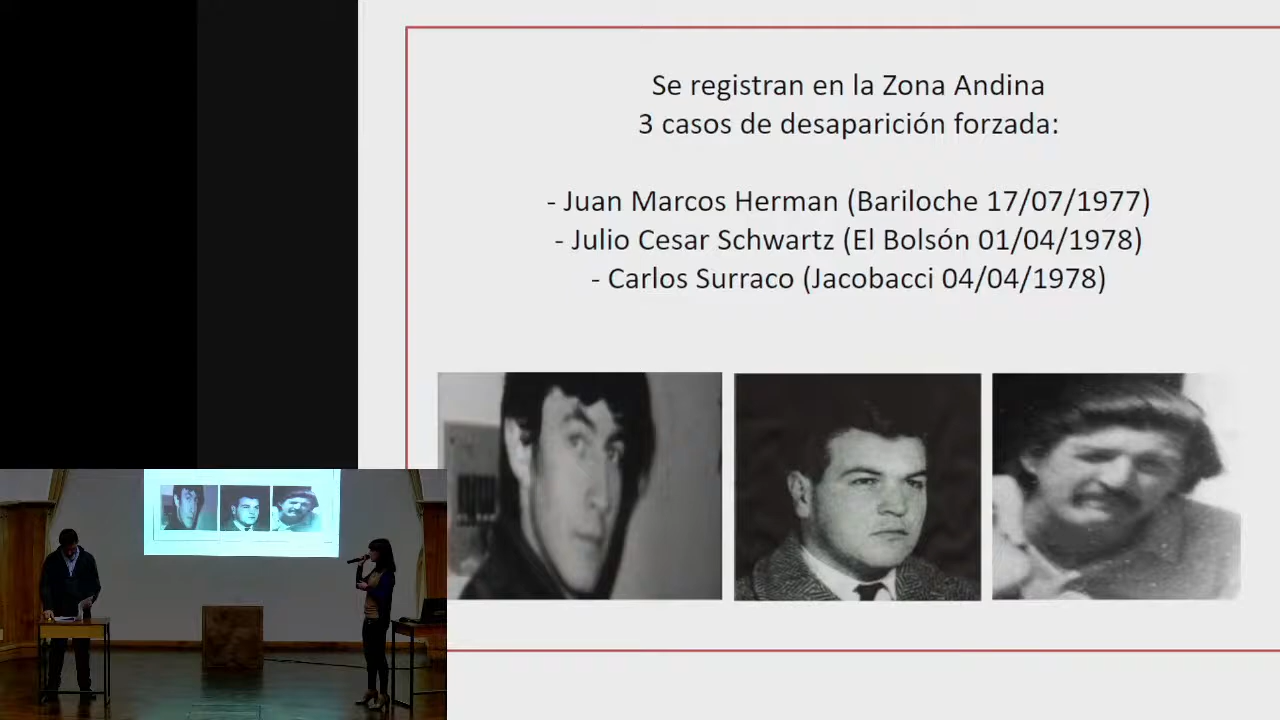 Se registran en la Zona Andina
3 casos de desaparición forzada:
- Juan Marcos Herman (Bariloche 17/07/1977)
- Julio Cesar Schwartz (El Bolsón 01/04/1978)
- Carlos Surraco (Jacobacci 04/04/1978)